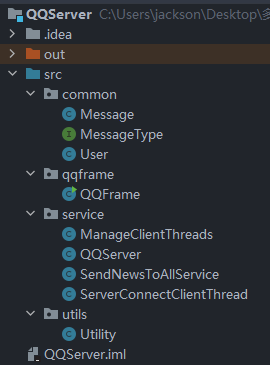 QQServer C:\Users\jackson\Desktop\
.idea
out
src
common
C Message
I MessageType
C User
qqframe
C QQFrame
service
C ManageClientThreads
C QQServer
C SendNewsToAllService
C ServerConnectClientThread
utils
C Utility
QQServer.iml